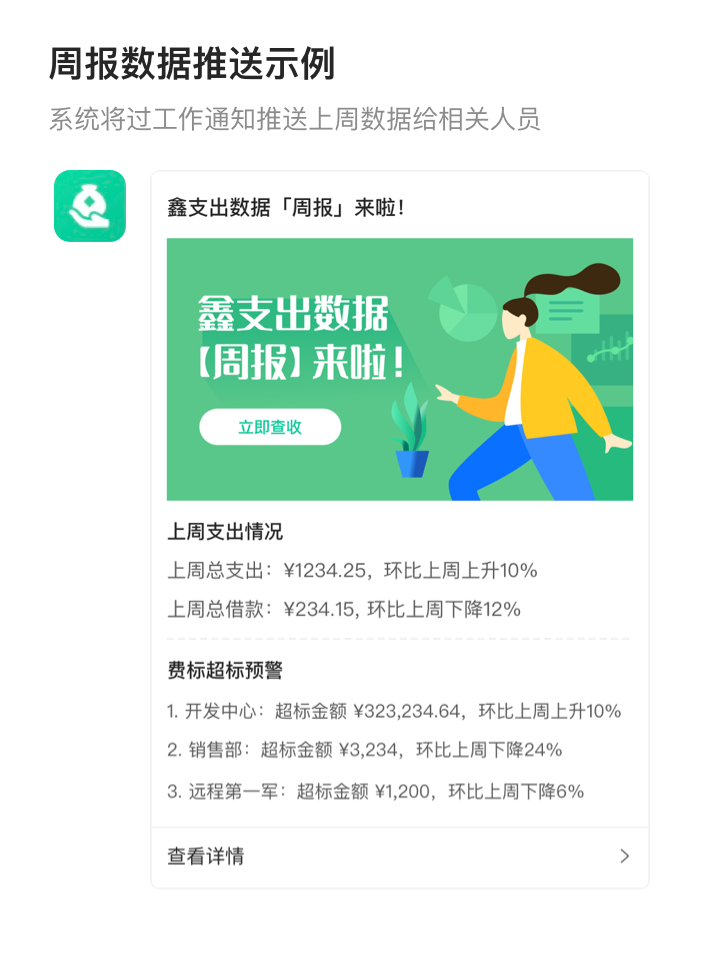 周报数据推送示例
系统将过工作通知推送上周数据给相关人员
鑫支出数据「周报」来啦！
鑫支出数据
【周报】来啦！
立即查收
上周支出情况
上周总支出：¥1234.25，环比上周上升10%
上周总借款：¥234.15, 环比上周下降12%
费标超标预警
1. 开发中心：超标金额 ¥323,234.64，环比上周上升10%
2. 销售部：超标金额 ¥3,234，环比上周下降24%
3. 远程第一军：超标金额 ¥1,200，环比上周下降6%
查看详情